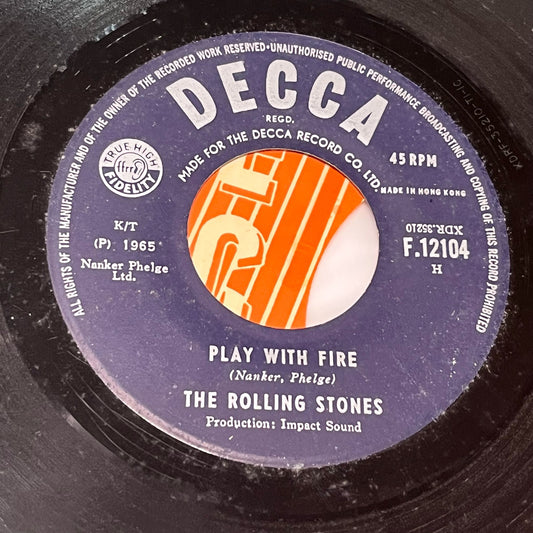 ALL RIGHTS OF THE MANUFACTURER AND OF THE OWNER OF THE RECORDED WORK RESERVED · UNAUTHORISED PUBLIC PERFORMANCE BROADCASTING AND COPYING OF THIS RECORD PROHIBITED
DECCA
REGD.
MADE FOR THE DECCA RECORD CO. LTD.
TRUE-HIGH
ffrr
FIDELITY
45 RPM
MADE IN HONG KONG
K/T
(P) 1965
Nanker Phelge
Ltd.
XDR.35210
F.12104
H
PLAY WITH FIRE
(Nanker, Phelge)
THE ROLLING STONES
Production: Impact Sound